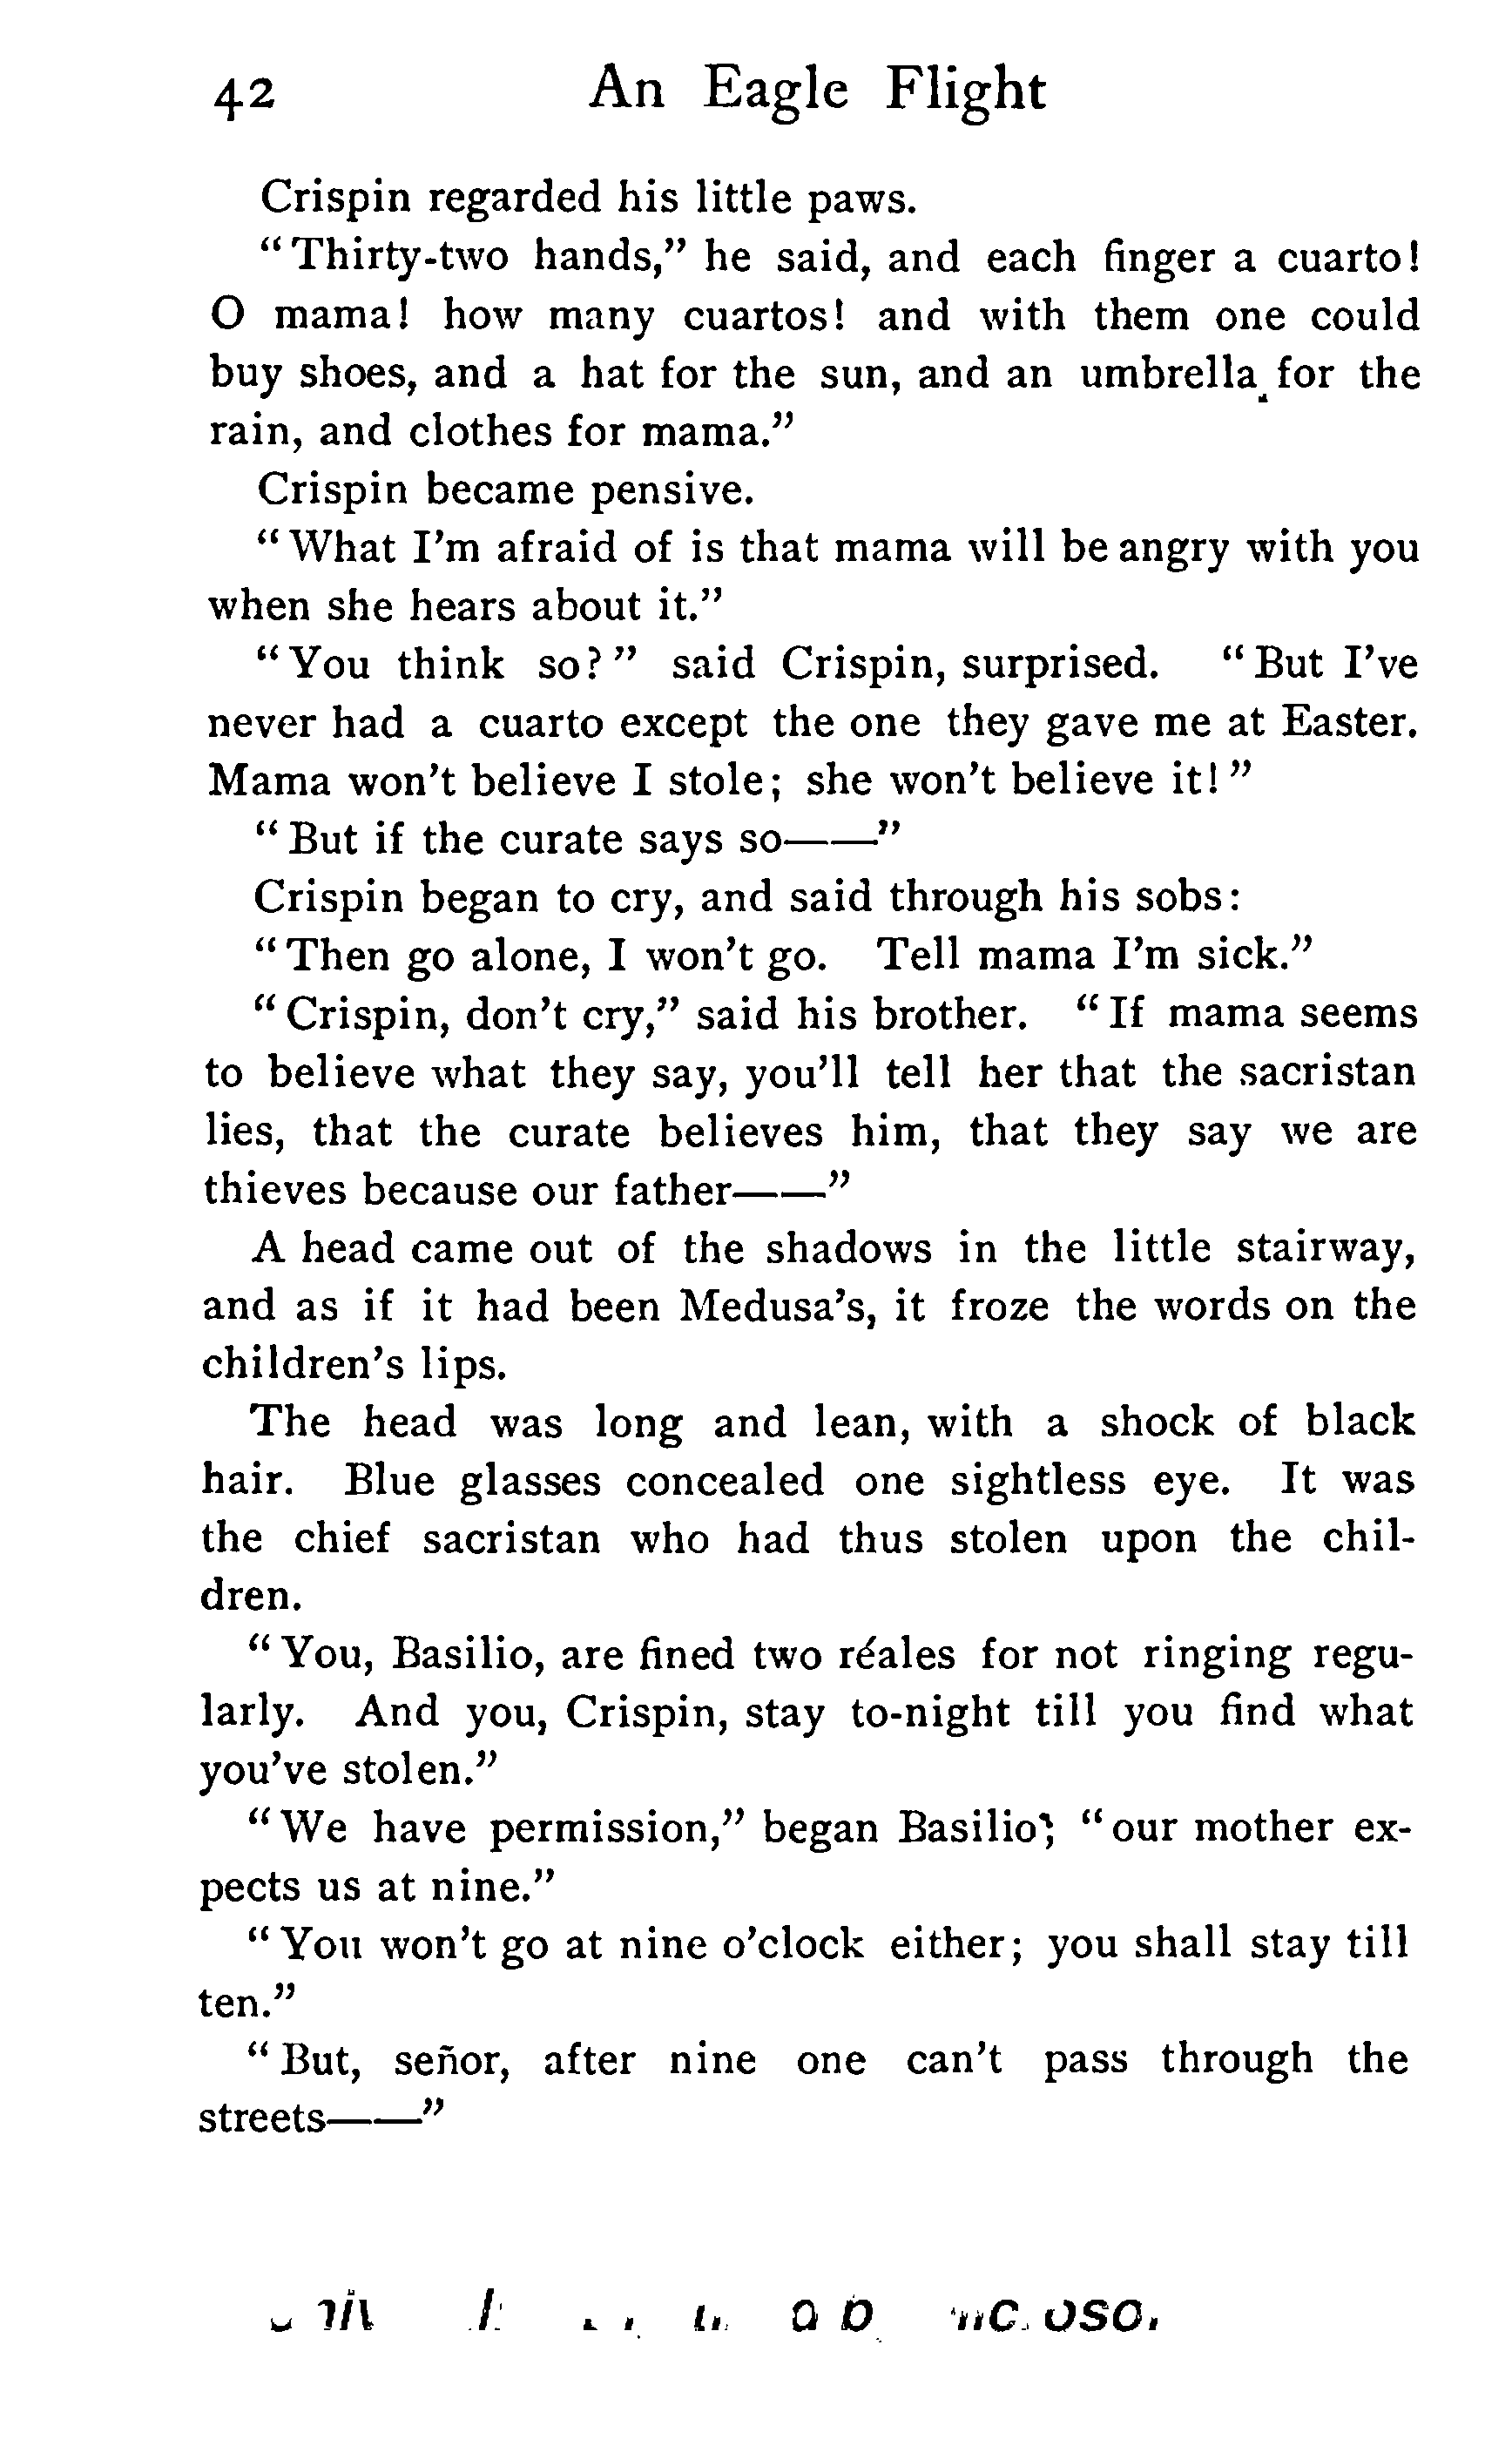 42 An Eagle Flight
Crispin regarded his little paws.
"Thirty-two hands," he said, and each finger a cuarto!
O mama! how many cuartos! and with them one could
buy shoes, and a hat for the sun, and an umbrella for the
rain, and clothes for mama."
Crispin became pensive.
"What I'm afraid of is that mama will be angry with you
when she hears about it."
"You think so?" said Crispin, surprised. "But I've
never had a cuarto except the one they gave me at Easter.
Mama won't believe I stole; she won't believe it!"
"But if the curate says so——"
Crispin began to cry, and said through his sobs:
"Then go alone, I won't go. Tell mama I'm sick."
"Crispin, don't cry," said his brother. "If mama seems
to believe what they say, you'll tell her that the sacristan
lies, that the curate believes him, that they say we are
thieves because our father——"
A head came out of the shadows in the little stairway,
and as if it had been Medusa's, it froze the words on the
children's lips.
The head was long and lean, with a shock of black
hair. Blue glasses concealed one sightless eye. It was
the chief sacristan who had thus stolen upon the chil-
dren.
"You, Basilio, are fined two réales for not ringing regu-
larly. And you, Crispin, stay to-night till you find what
you've stolen."
"We have permission," began Basilio; "our mother ex-
pects us at nine."
"You won't go at nine o'clock either; you shall stay till
ten."
"But, señor, after nine one can't pass through the
streets——"